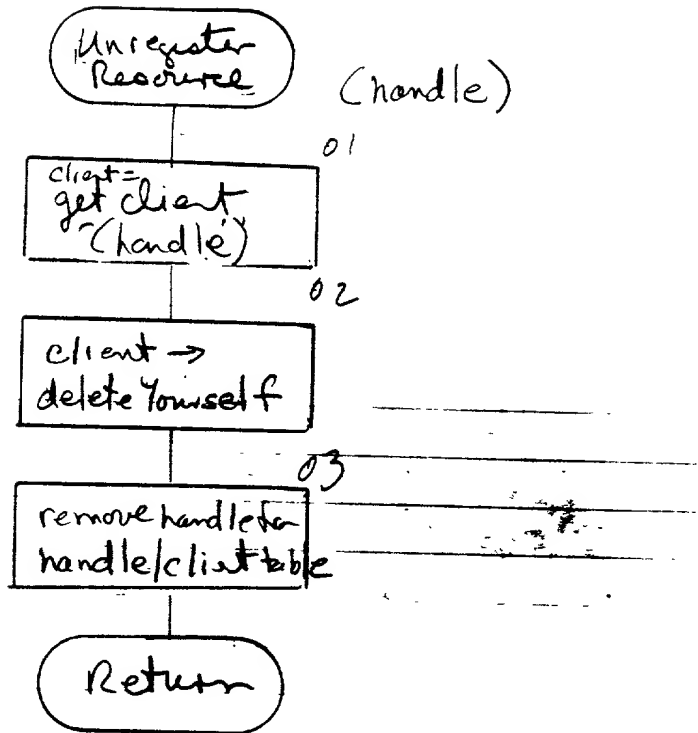 Unregister
Resource
(handle)
01
client =
get client
(handle)
02
client →
delete Yourself
03
remove handle for
handle/client table
Return